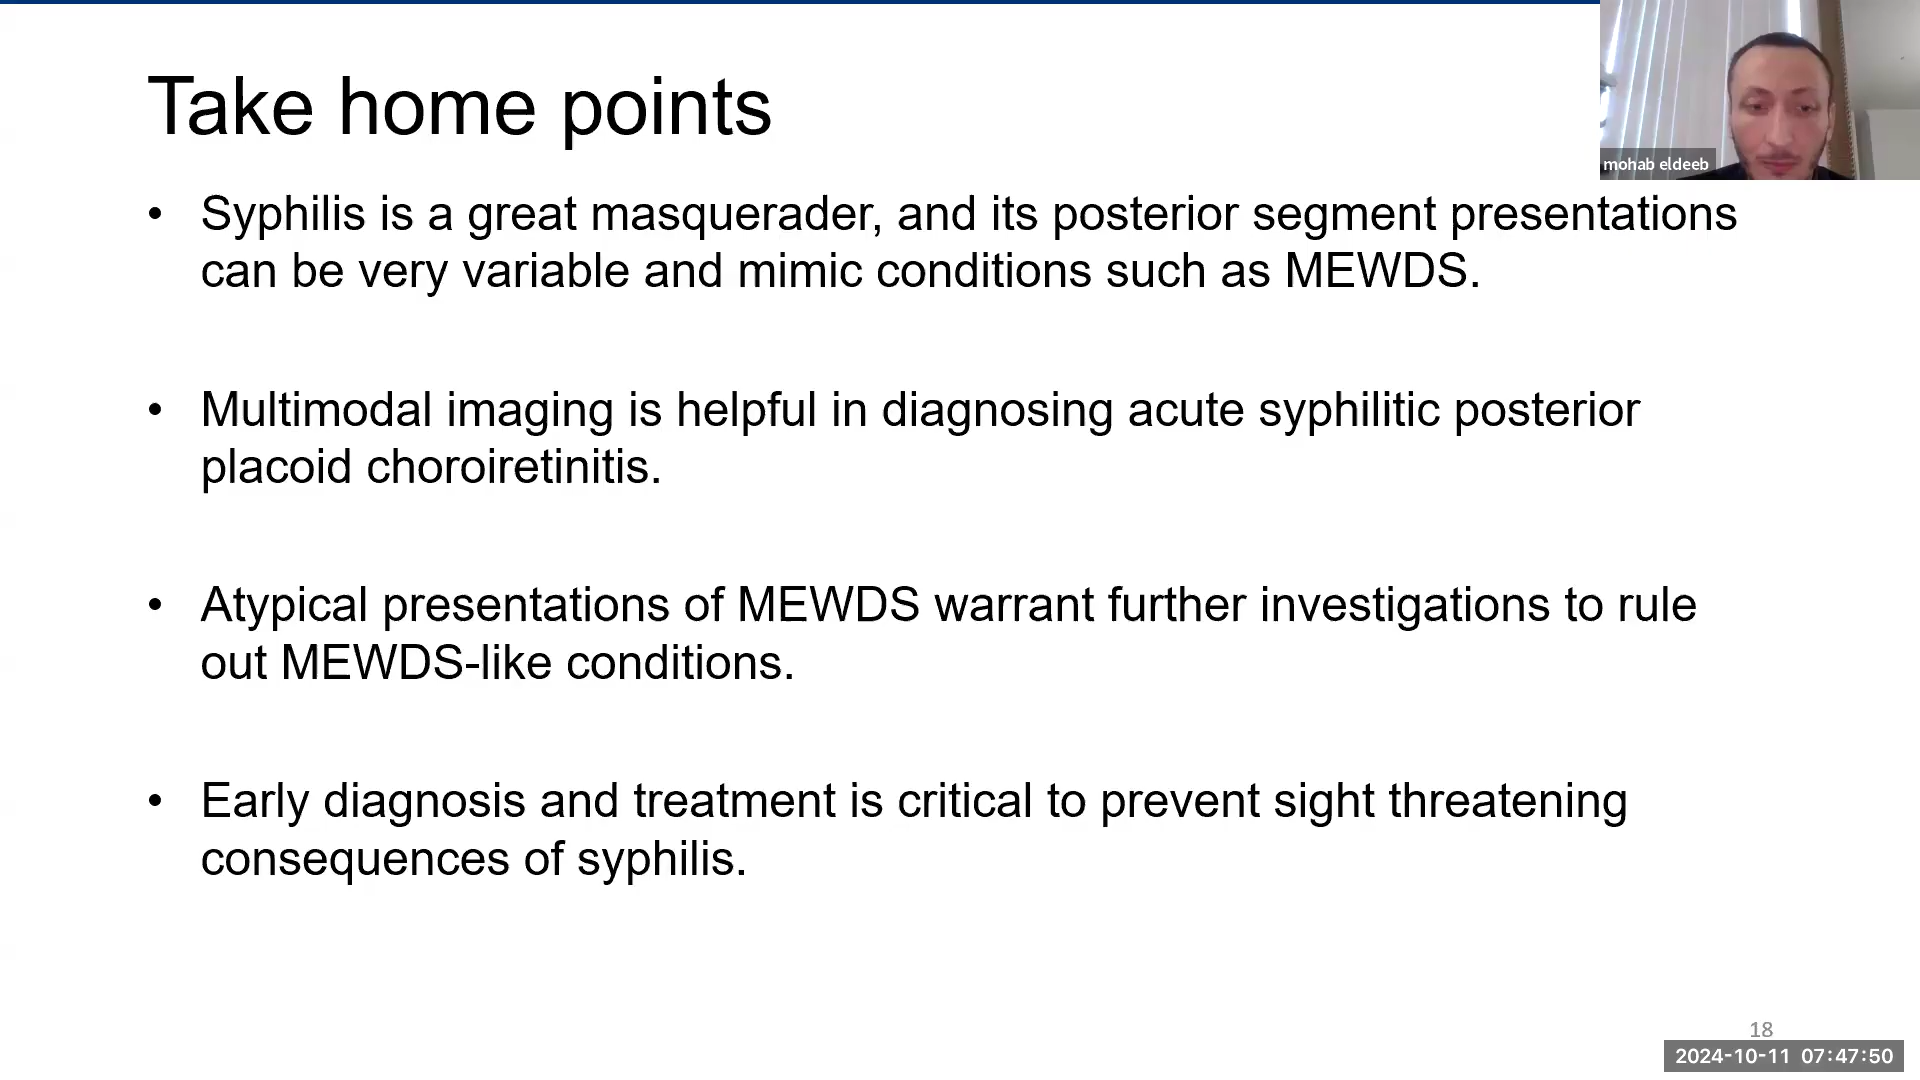 Take home points
mohab eldeeb
• Syphilis is a great masquerader, and its posterior segment presentations
can be very variable and mimic conditions such as MEWDS.
• Multimodal imaging is helpful in diagnosing acute syphilitic posterior
placoid choroiretinitis.
• Atypical presentations of MEWDS warrant further investigations to rule
out MEWDS-like conditions.
• Early diagnosis and treatment is critical to prevent sight threatening
consequences of syphilis.
18
2024-10-11 07:47:50